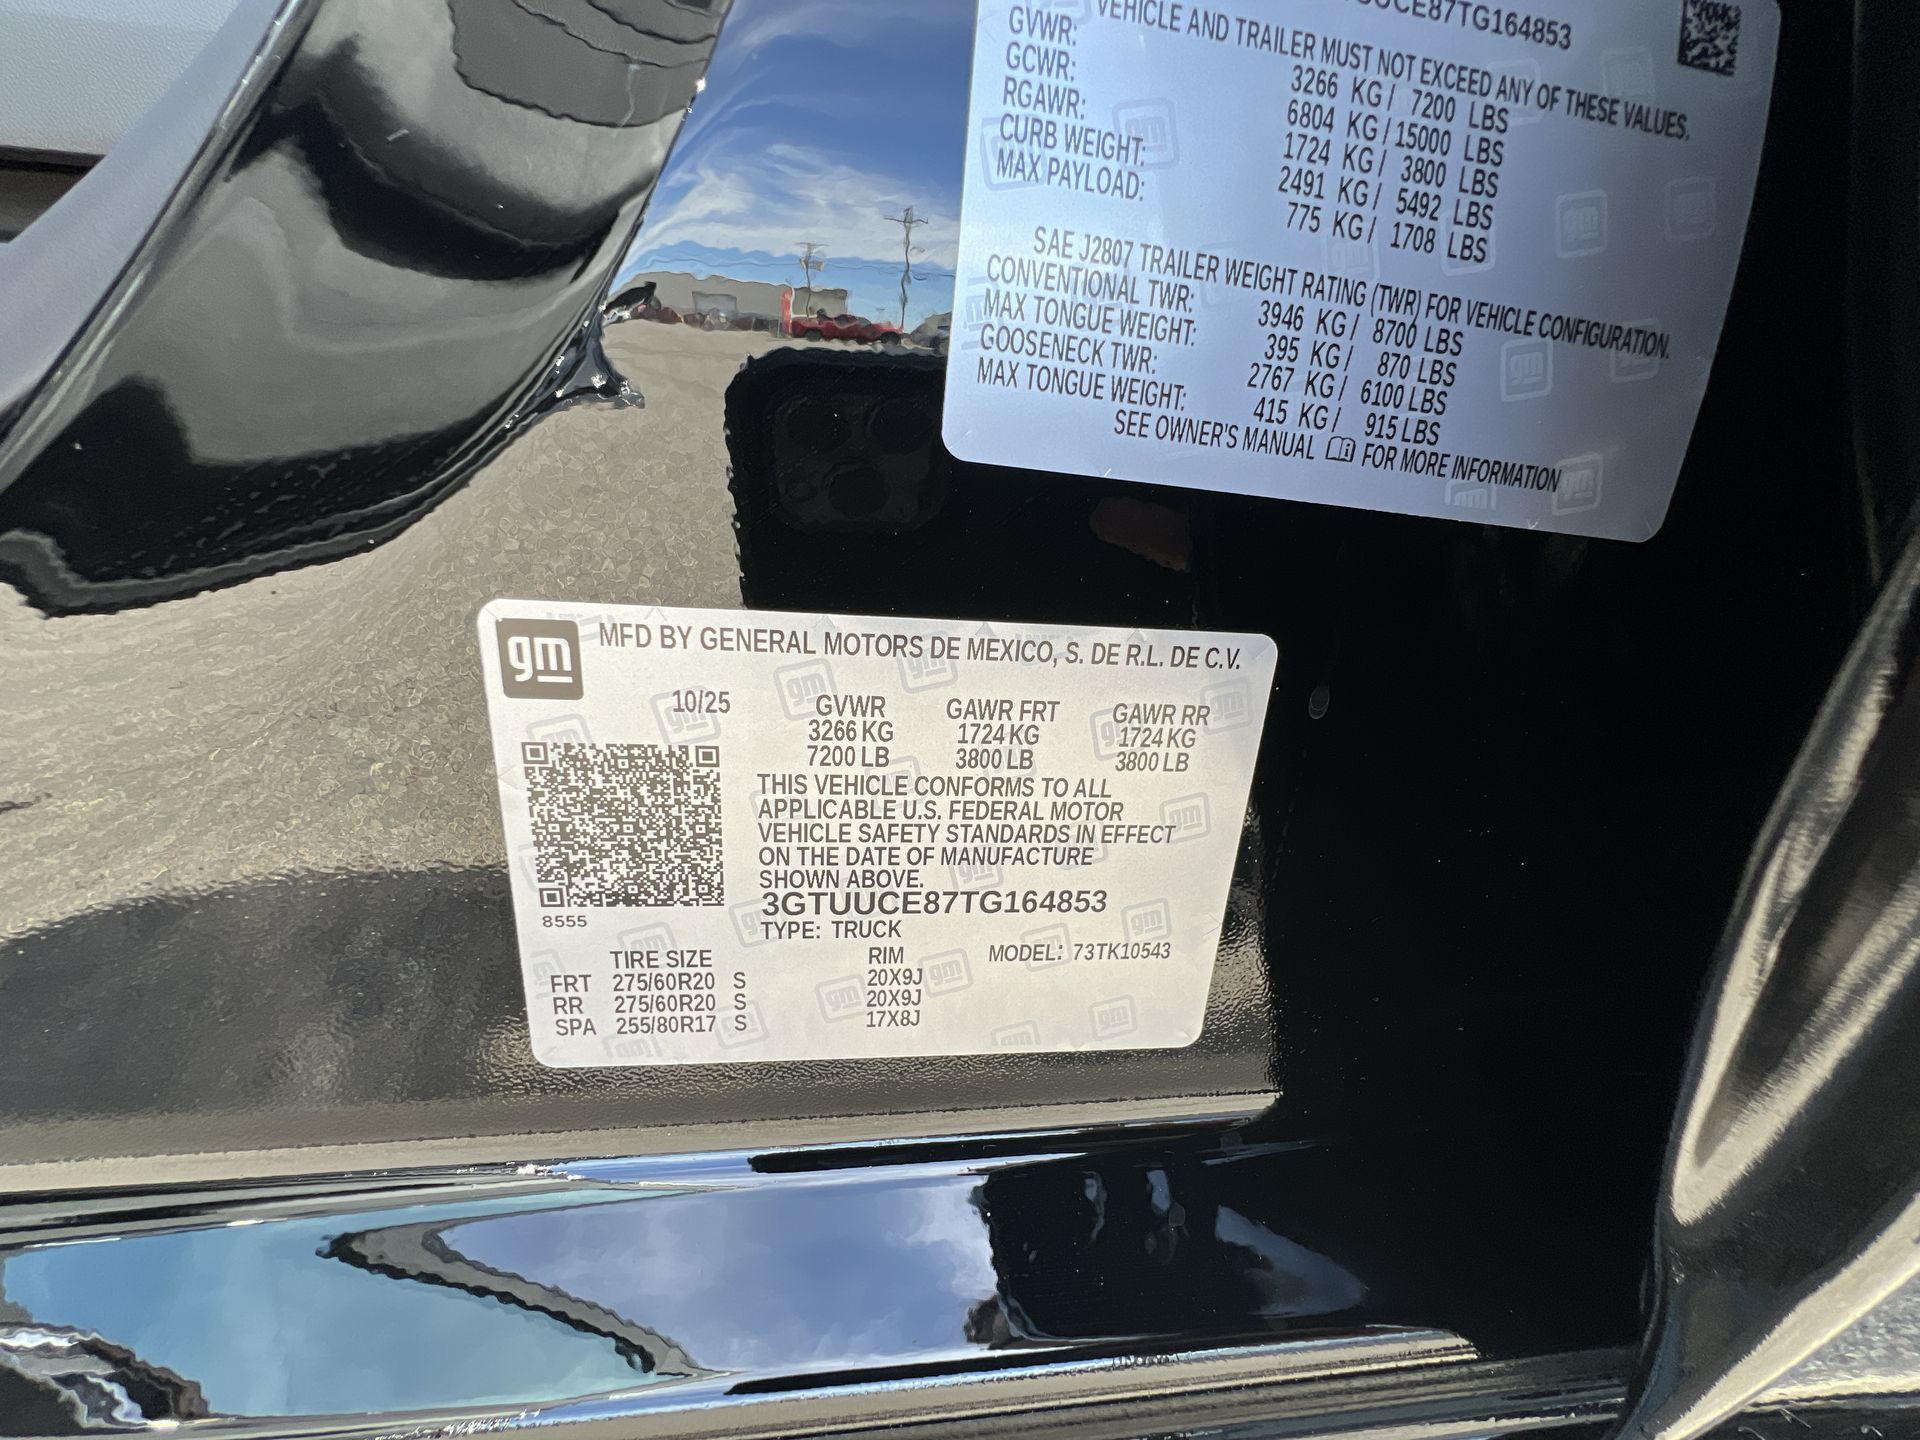 UUCE87TG164853
VEHICLE AND TRAILER MUST NOT EXCEED ANY OF THESE VALUES.
GVWR: 3266 KG/ 7200 LBS
GCWR: 6804 KG/15000 LBS
RGAWR: 1724 KG/ 3800 LBS
CURB WEIGHT: 2491 KG/ 5492 LBS
MAX PAYLOAD: 775 KG/ 1708 LBS
SAE J2807 TRAILER WEIGHT RATING (TWR) FOR VEHICLE CONFIGURATION.
CONVENTIONAL TWR: 3946 KG/ 8700 LBS
MAX TONGUE WEIGHT: 395 KG/ 870 LBS
GOOSENECK TWR: 2767 KG/ 6100 LBS
MAX TONGUE WEIGHT: 415 KG/ 915 LBS
SEE OWNER'S MANUAL FOR MORE INFORMATION
gm MFD BY GENERAL MOTORS DE MEXICO, S. DE R.L. DE C.V.
10/25 GVWR GAWR FRT GAWR RR
3266 KG 1724 KG 1724 KG
7200 LB 3800 LB 3800 LB
THIS VEHICLE CONFORMS TO ALL
APPLICABLE U.S. FEDERAL MOTOR
VEHICLE SAFETY STANDARDS IN EFFECT
ON THE DATE OF MANUFACTURE
SHOWN ABOVE.
3GTUUCE87TG164853
8555
TYPE: TRUCK
TIRE SIZE RIM MODEL: 73TK10543
FRT 275/60R20 S 20X9J
RR 275/60R20 S 20X9J
SPA 255/80R17 S 17X8J